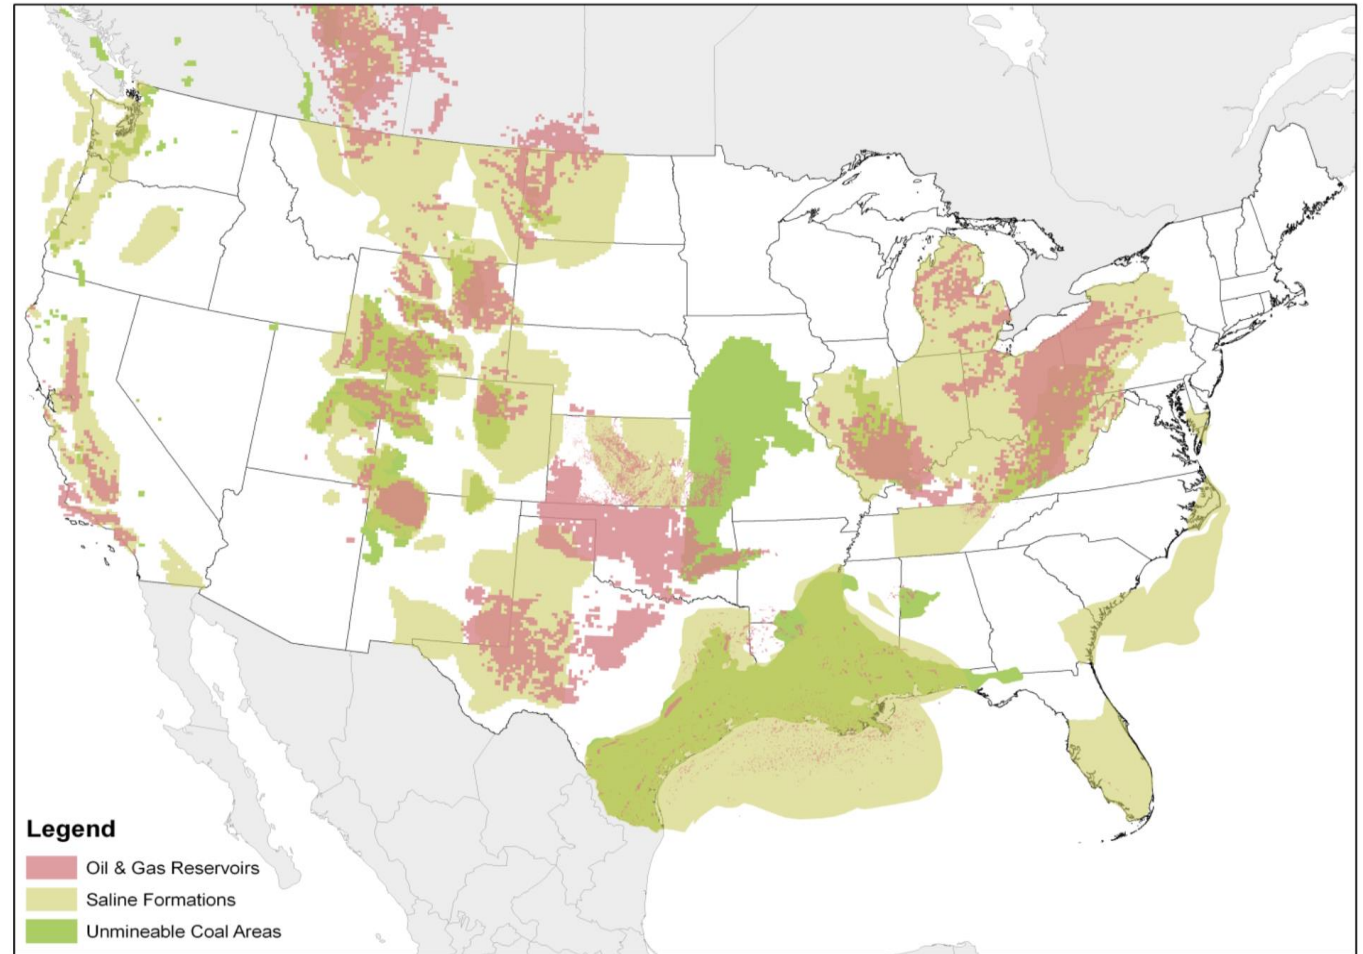 Legend
Oil & Gas Reservoirs
Saline Formations
Unmineable Coal Areas